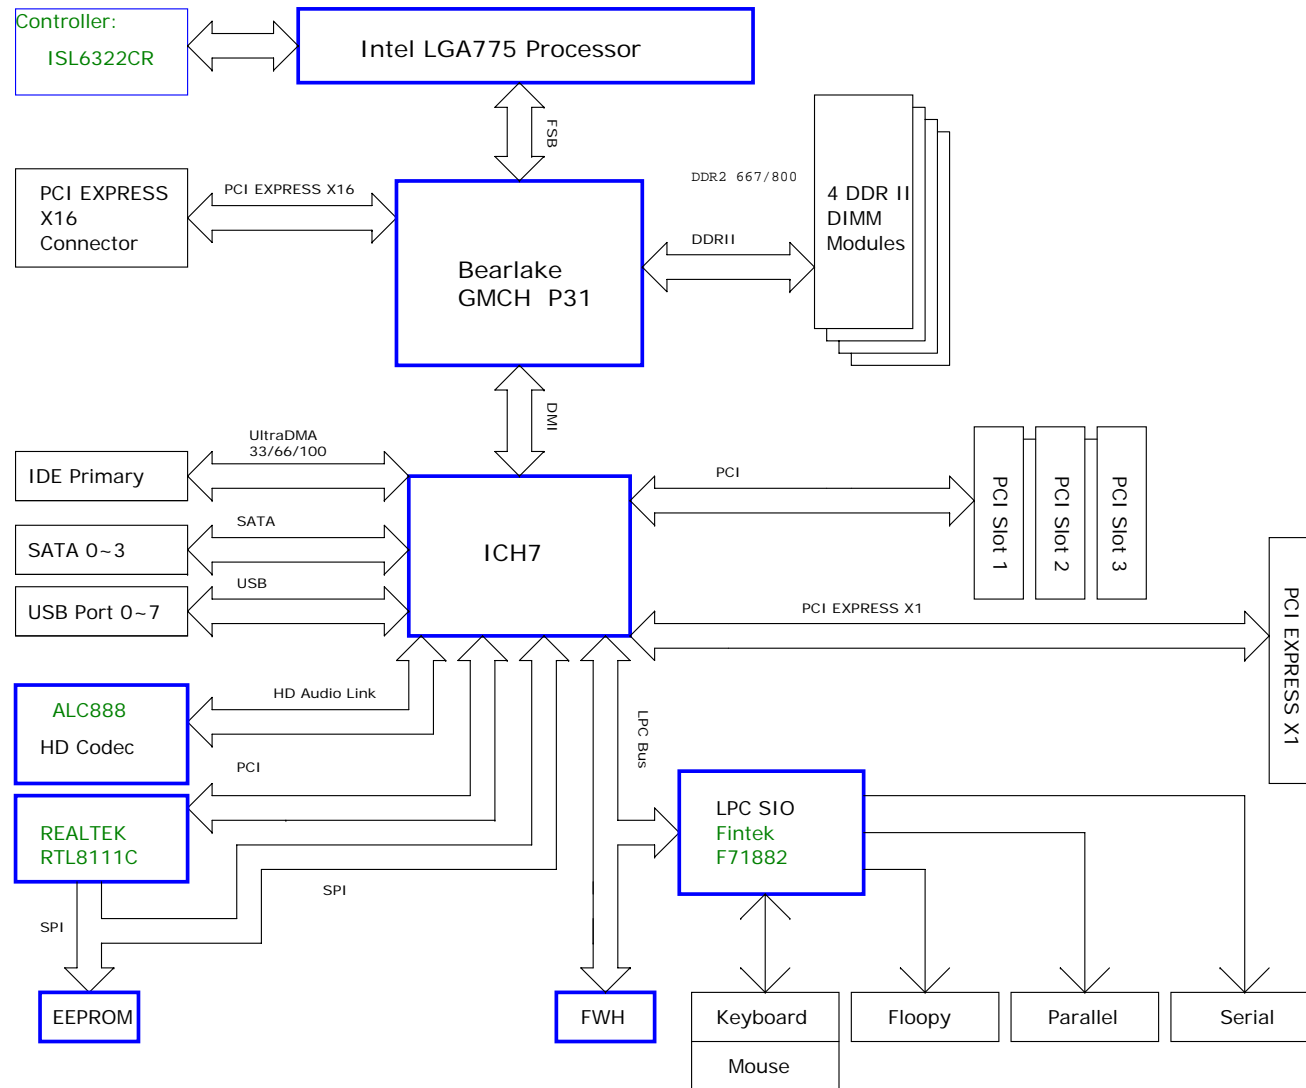 Controller:
ISL6322CR
Intel LGA775 Processor
FSB
PCI EXPRESS
X16
Connector
PCI EXPRESS X16
Bearlake
GMCH P31
DDR2 667/800
DDRII
4 DDR II
DIMM
Modules
DMI
UltraDMA
33/66/100
IDE Primary
SATA
SATA 0~3
USB
USB Port 0~7
ICH7
PCI
PCI Slot 1
PCI Slot 2
PCI Slot 3
PCI EXPRESS X1
PCI EXPRESS X1
HD Audio Link
ALC888
HD Codec
PCI
REALTEK
RTL8111C
LPC Bus
LPC SIO
Fintek
F71882
SPI
SPI
EEPROM
FWH
Keyboard
Mouse
Floopy
Parallel
Serial